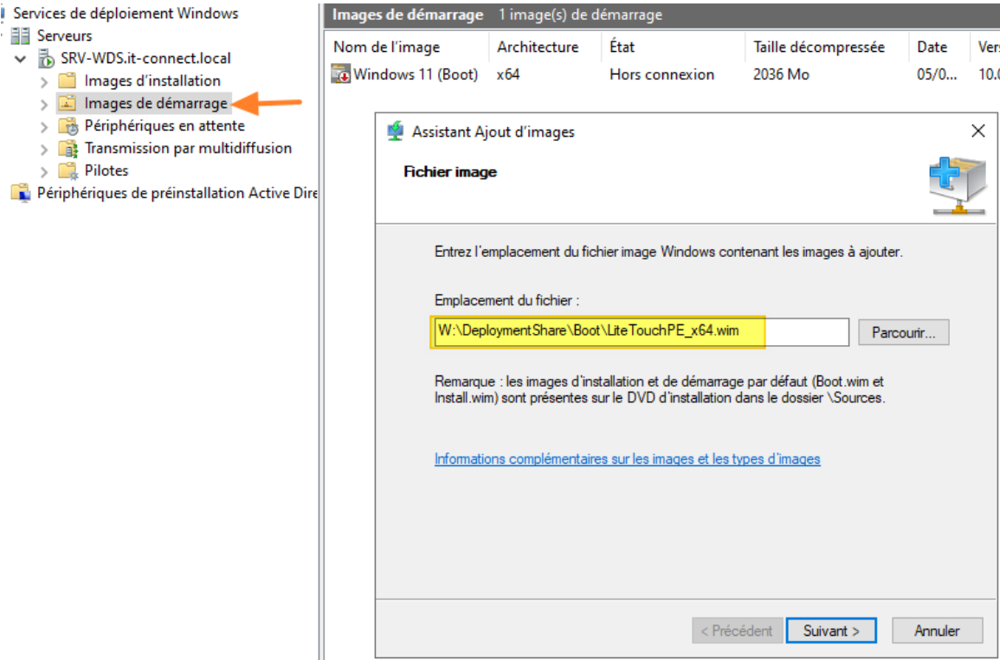 Services de déploiement Windows
Serveurs
SRV-WDS.it-connect.local
Images d'installation
Images de démarrage
Périphériques en attente
Transmission par multidiffusion
Pilotes
Périphériques de préinstallation Active Dire
Images de démarrage 1 image(s) de démarrage
Nom de l'image Architecture État Taille décompressée Date Vers
Windows 11 (Boot) x64 Hors connexion 2036 Mo 05/0... 10.0
Assistant Ajout d'images
Fichier image
Entrez l'emplacement du fichier image Windows contenant les images à ajouter.
Emplacement du fichier :
W:\DeploymentShare\Boot\LiteTouchPE_x64.wim
Parcourir...
Remarque : les images d'installation et de démarrage par défaut (Boot.wim et
Install.wim) sont présentes sur le DVD d'installation dans le dossier \Sources.
Informations complémentaires sur les images et les types d'images
< Précédent Suivant > Annuler